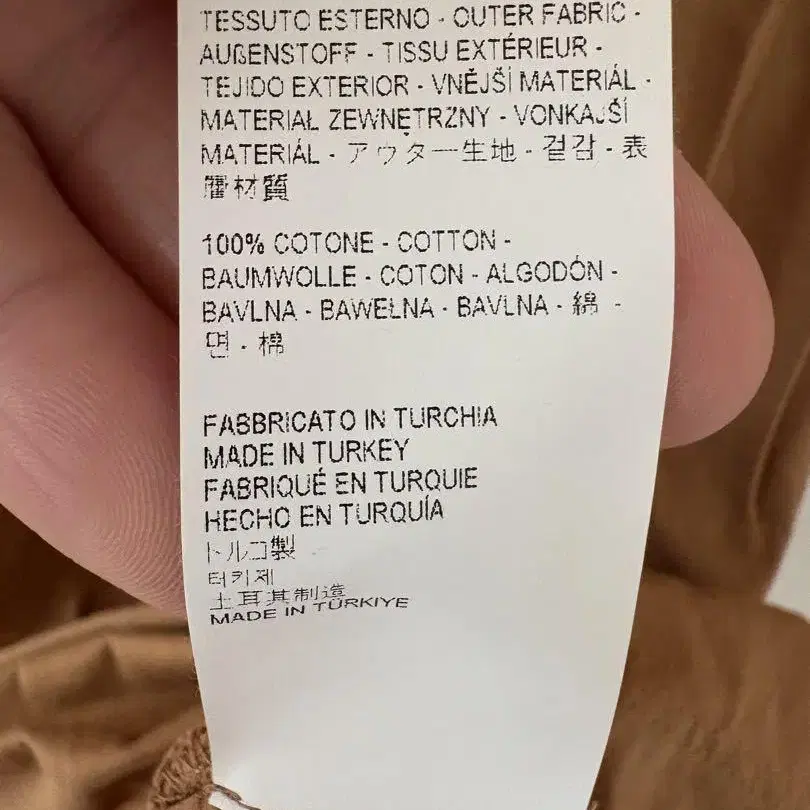 TESSUTO ESTERNO - OUTER FABRIC -
AUßENSTOFF - TISSU EXTÉRIEUR -
TEJIDO EXTERIOR - VNĚJŠÍ MATERIÁL -
MATERIAŁ ZEWNĘTRZNY - VONKAJŠÍ
MATERIÁL - アウター生地 - 겉감 - 表
層材質
100% COTONE - COTTON -
BAUMWOLLE - COTON - ALGODÓN -
BAVLNA - BAWEŁNA - BAVLNA - 綿 -
면 - 棉
FABBRICATO IN TURCHIA
MADE IN TURKEY
FABRIQUÉ EN TURQUIE
HECHO EN TURQUÍA
トルコ製
터키제
土耳其制造
MADE IN TÜRKIYE